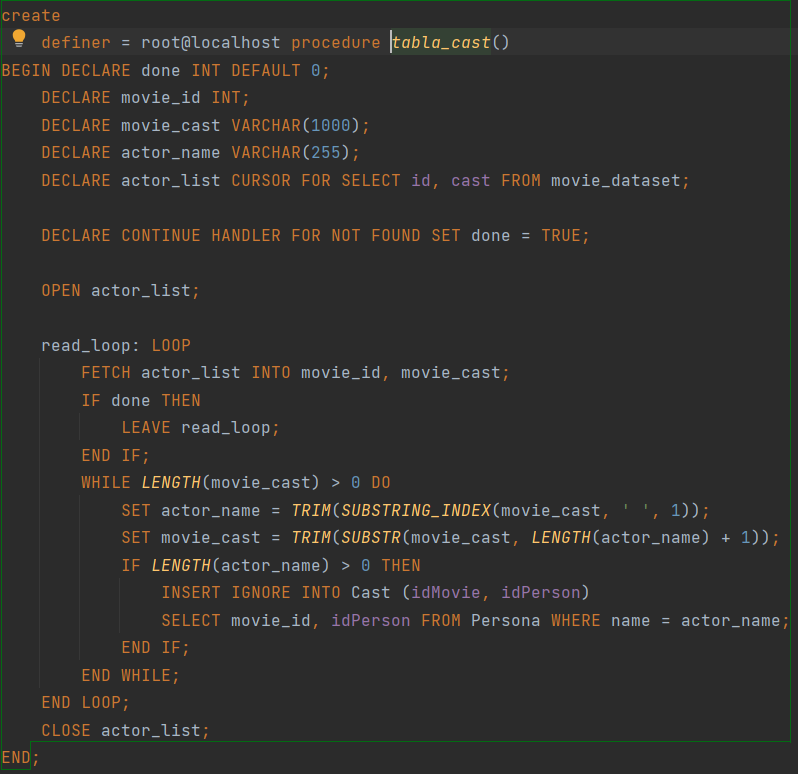 create
definer = root@localhost procedure tabla_cast()
BEGIN DECLARE done INT DEFAULT 0;
DECLARE movie_id INT;
DECLARE movie_cast VARCHAR(1000);
DECLARE actor_name VARCHAR(255);
DECLARE actor_list CURSOR FOR SELECT id, cast FROM movie_dataset;
DECLARE CONTINUE HANDLER FOR NOT FOUND SET done = TRUE;
OPEN actor_list;
read_loop: LOOP
FETCH actor_list INTO movie_id, movie_cast;
IF done THEN
LEAVE read_loop;
END IF;
WHILE LENGTH(movie_cast) > 0 DO
SET actor_name = TRIM(SUBSTRING_INDEX(movie_cast, ' ', 1));
SET movie_cast = TRIM(SUBSTR(movie_cast, LENGTH(actor_name) + 1));
IF LENGTH(actor_name) > 0 THEN
INSERT IGNORE INTO Cast (idMovie, idPerson)
SELECT movie_id, idPerson FROM Persona WHERE name = actor_name;
END IF;
END WHILE;
END LOOP;
CLOSE actor_list;
END;